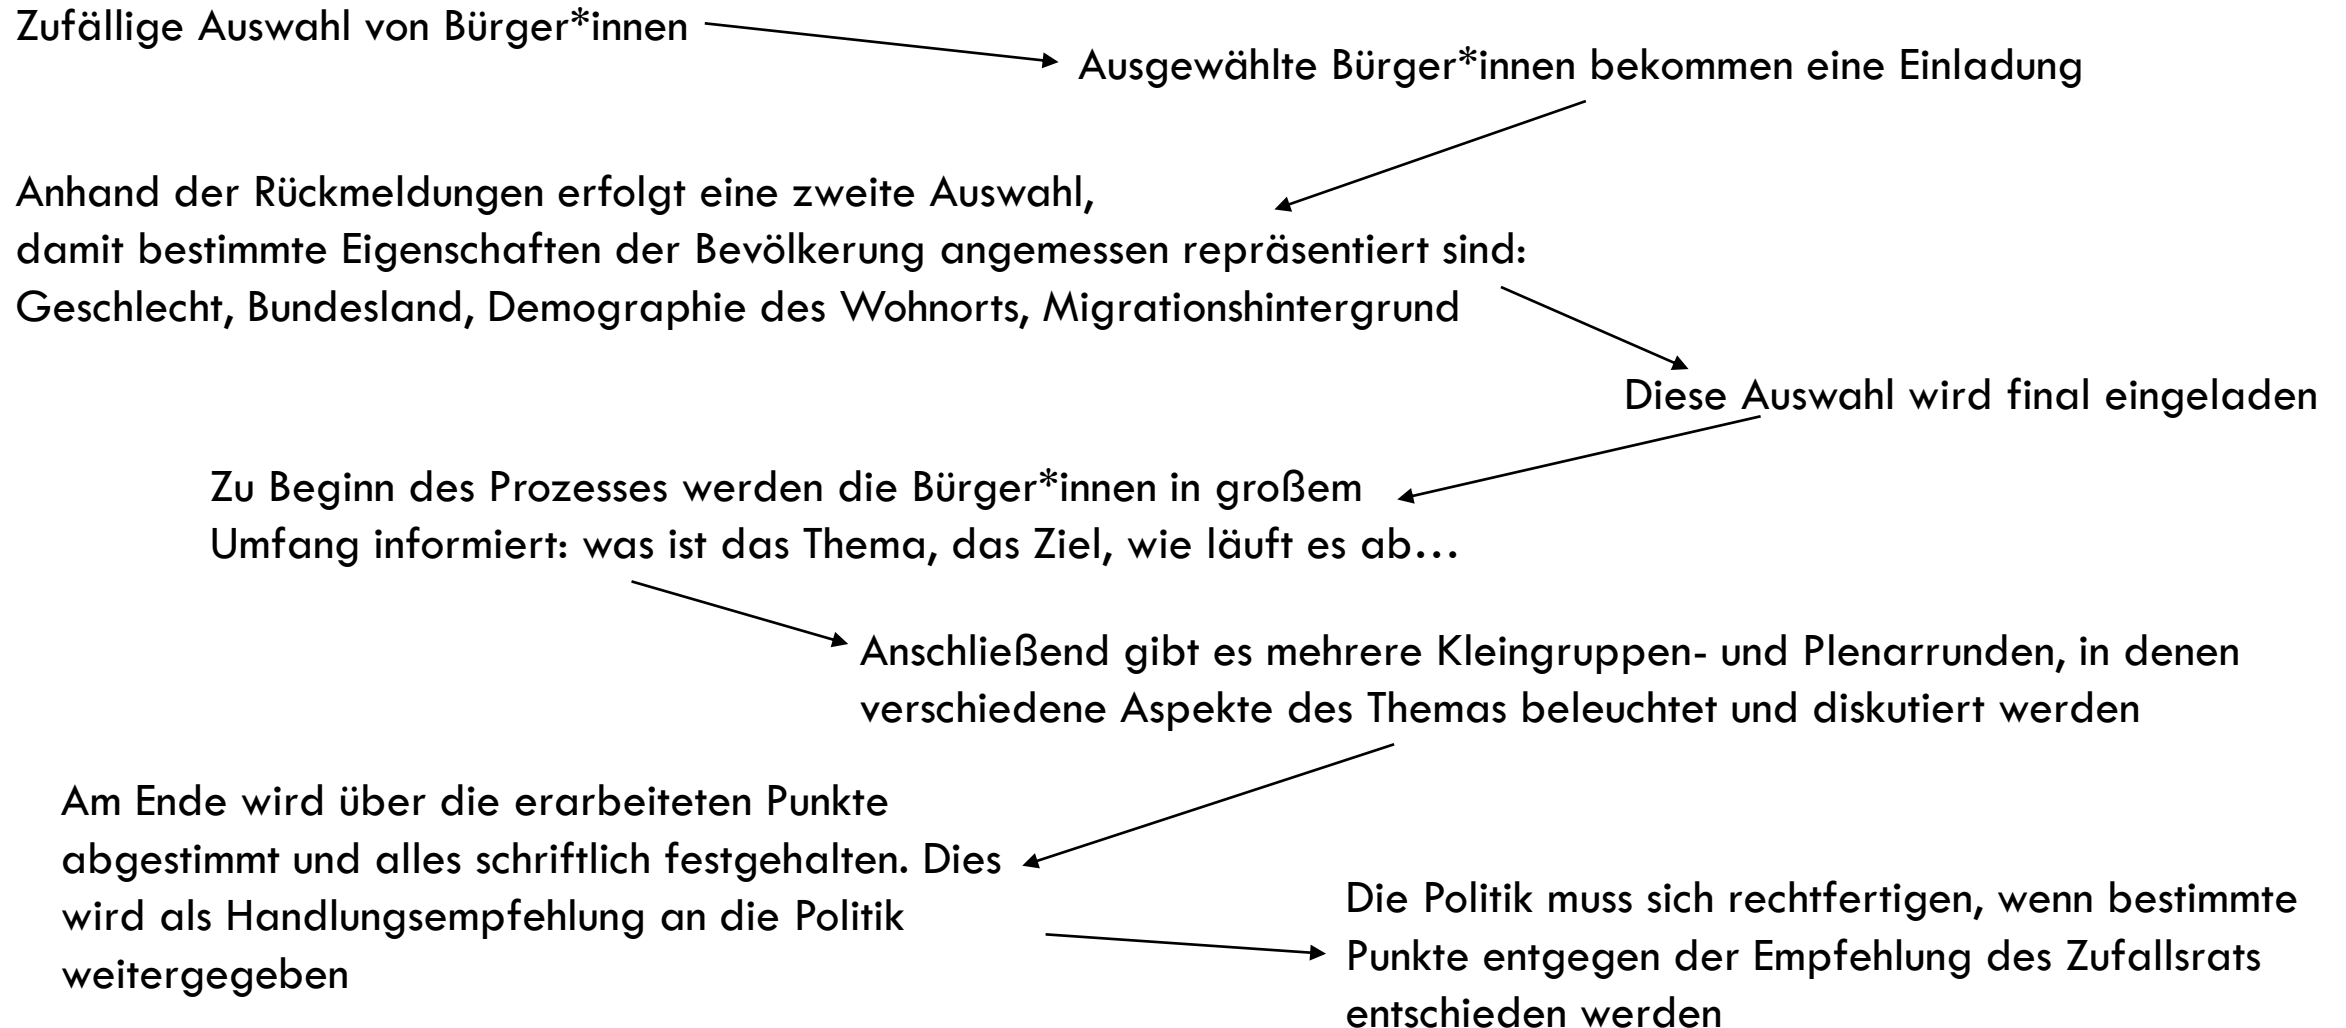 Zufällige Auswahl von Bürger*innen
Ausgewählte Bürger*innen bekommen eine Einladung
Anhand der Rückmeldungen erfolgt eine zweite Auswahl,
damit bestimmte Eigenschaften der Bevölkerung angemessen repräsentiert sind:
Geschlecht, Bundesland, Demographie des Wohnorts, Migrationshintergrund
Diese Auswahl wird final eingeladen
Zu Beginn des Prozesses werden die Bürger*innen in großem
Umfang informiert: was ist das Thema, das Ziel, wie läuft es ab…
Anschließend gibt es mehrere Kleingruppen- und Plenarrunden, in denen
verschiedene Aspekte des Themas beleuchtet und diskutiert werden
Am Ende wird über die erarbeiteten Punkte
abgestimmt und alles schriftlich festgehalten. Dies
wird als Handlungsempfehlung an die Politik
weitergegeben
Die Politik muss sich rechtfertigen, wenn bestimmte
Punkte entgegen der Empfehlung des Zufallsrats
entschieden werden